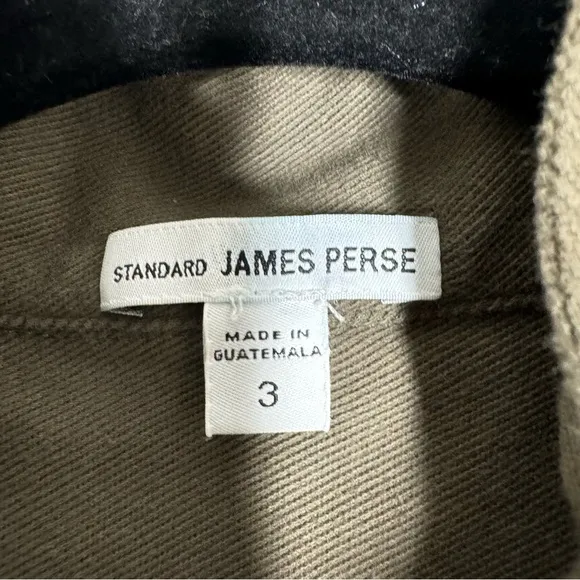 STANDARD JAMES PERSE
MADE IN
GUATEMALA
3